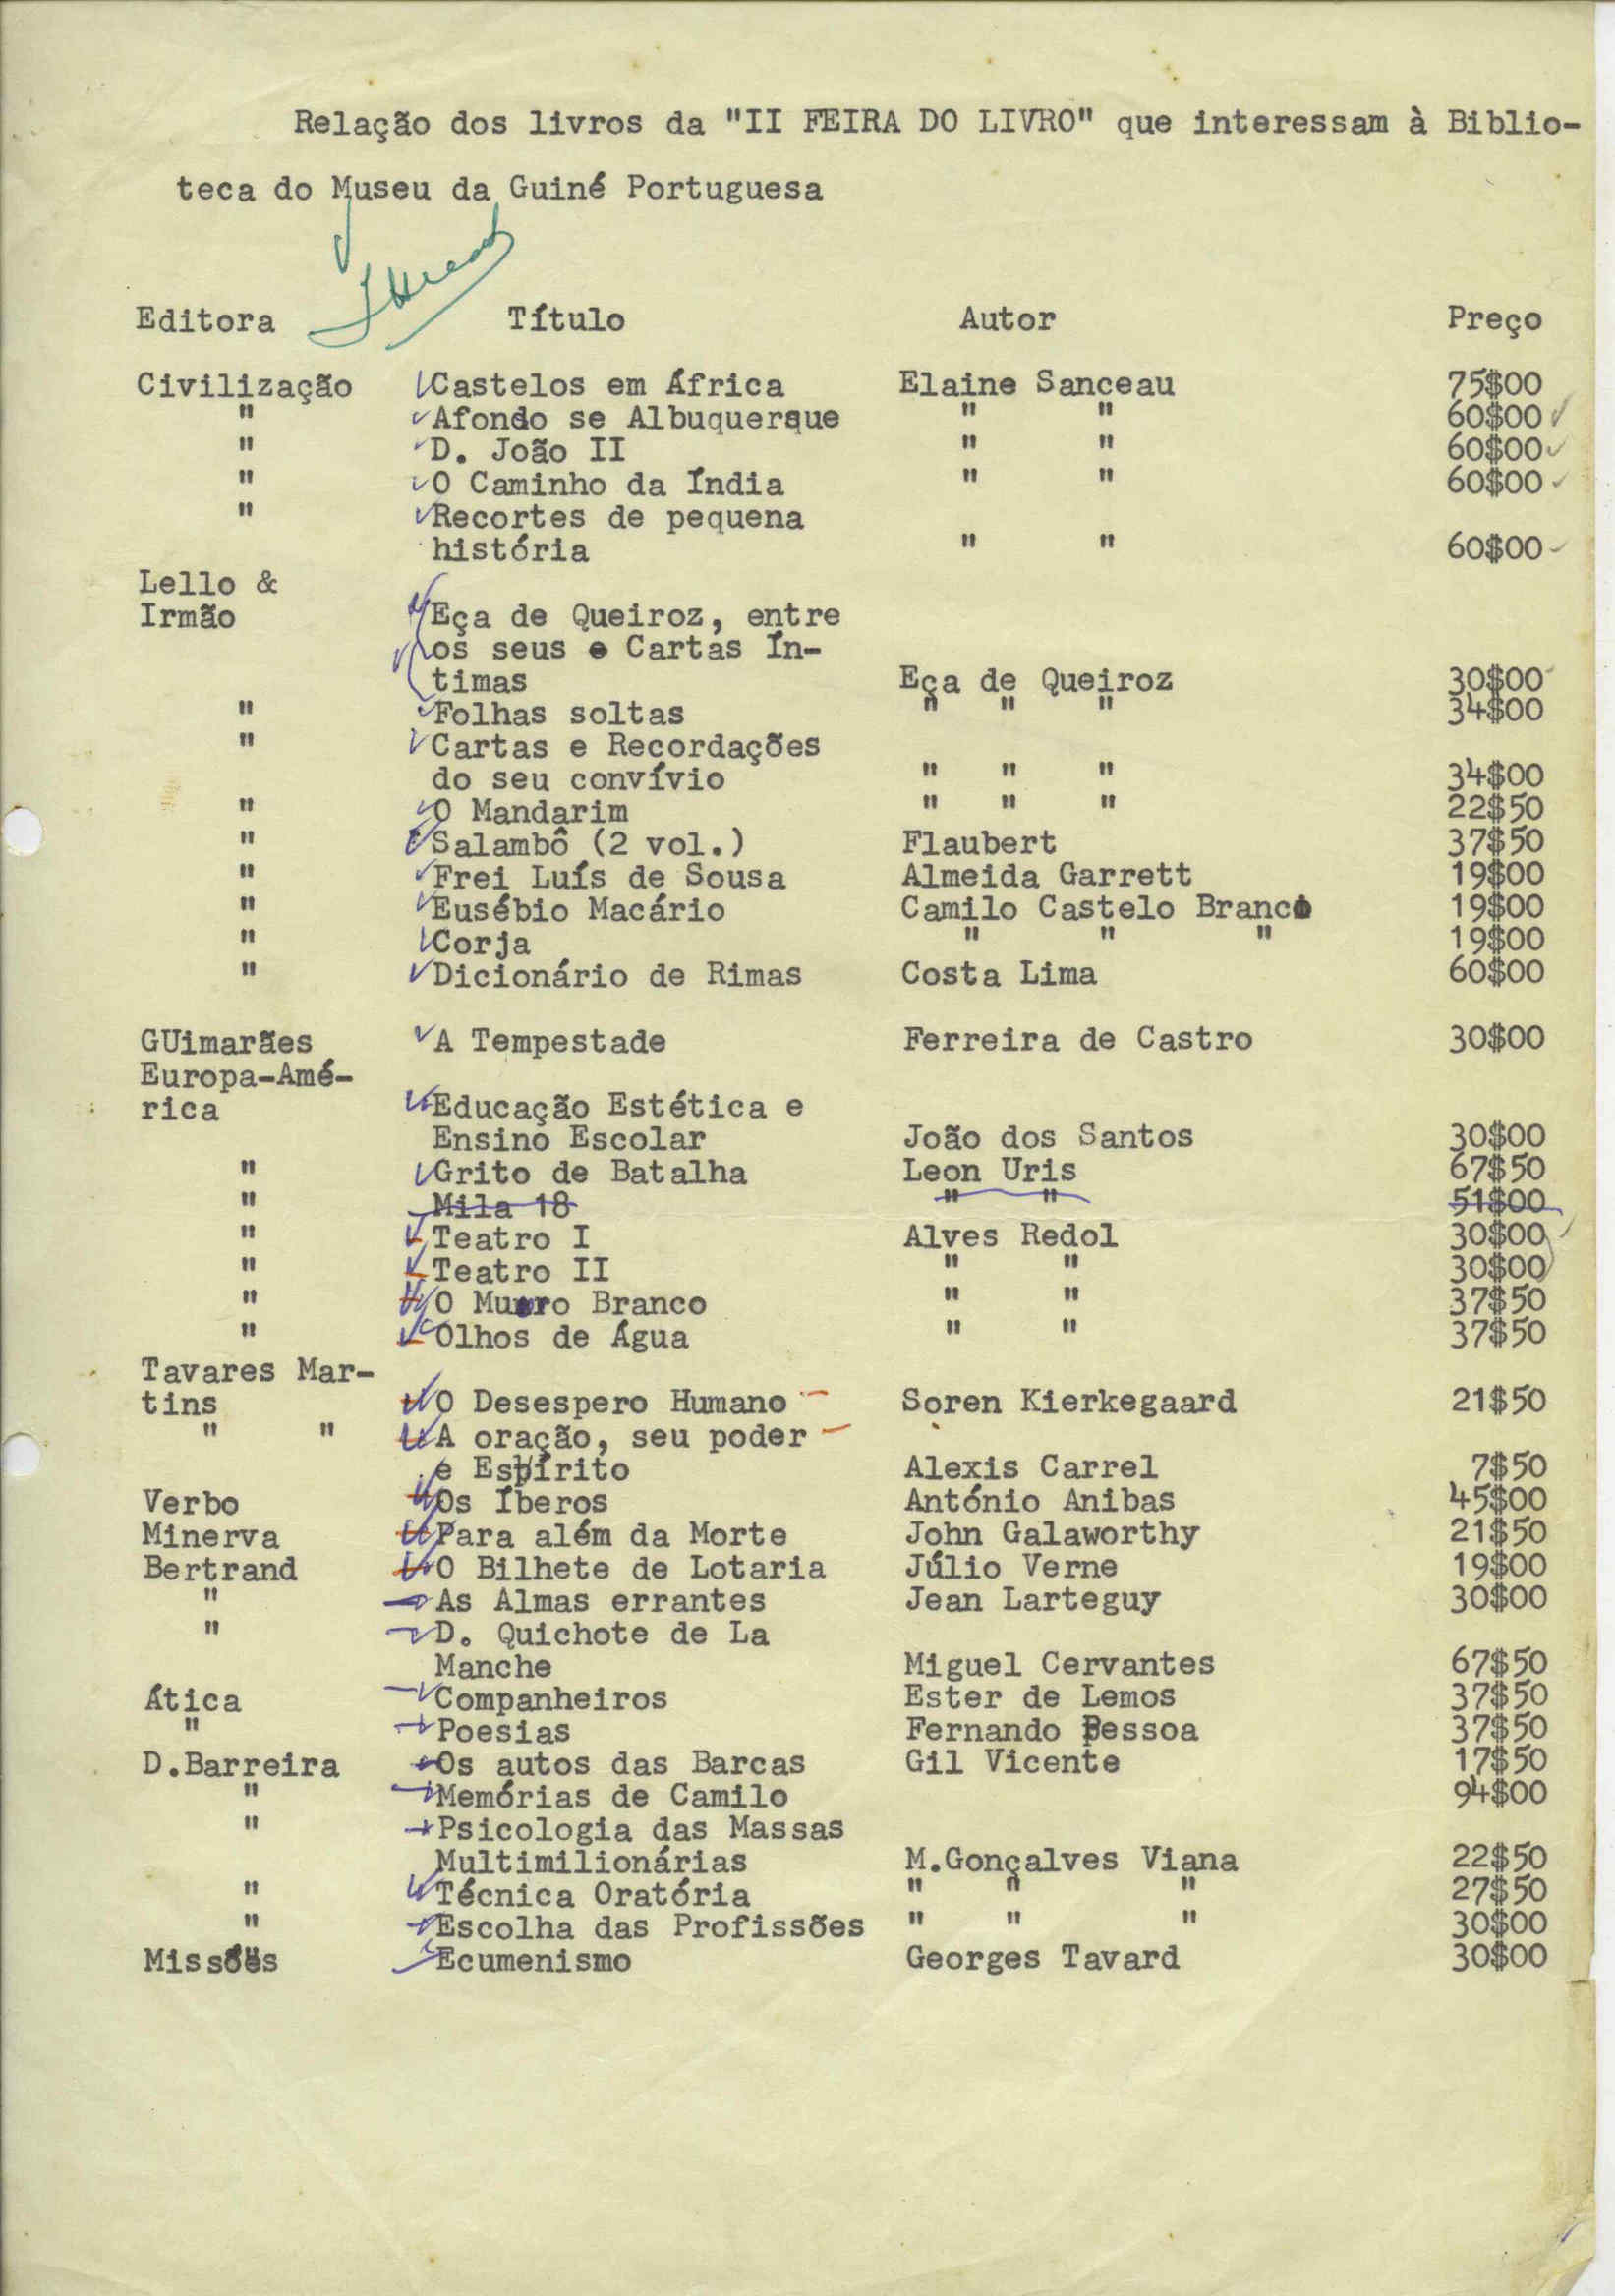 Relação dos livros da "II FEIRA DO LIVRO" que interessam à Biblio-
teca do Museu da Guiné Portuguesa
Editora Título Autor Preço
Civilização Castelos em África Elaine Sanceau 75$00
" Afondo se Albuquerque " " 60$00
" D. João II " " 60$00
" O Caminho da Índia " " 60$00
" Recortes de pequena
história " " 60$00
Lello &
Irmão Eça de Queiroz, entre
os seus e Cartas Ín-
timas Eça de Queiroz 30$00
" Folhas soltas " " " 34$00
" Cartas e Recordações
do seu convívio " " " 34$00
" O Mandarim " " " 22$50
" Salambô (2 vol.) Flaubert 37$50
" Frei Luís de Sousa Almeida Garrett 19$00
" Eusébio Macário Camilo Castelo Branco 19$00
" Corja " " " 19$00
" Dicionário de Rimas Costa Lima 60$00
GUimarães A Tempestade Ferreira de Castro 30$00
Europa-Amé-
rica Educação Estética e
Ensino Escolar João dos Santos 30$00
" Grito de Batalha Leon Uris 67$50
" Mila 18 " " 51$00
" Teatro I Alves Redol 30$00
" Teatro II " " 30$00
" O Muro Branco " " 37$50
" Olhos de Água " " 37$50
Tavares Mar-
tins O Desespero Humano Soren Kierkegaard 21$50
" " A oração, seu poder
e Espírito Alexis Carrel 7$50
Verbo Os Íberos António Anibas 45$00
Minerva Para além da Morte John Galaworthy 21$50
Bertrand O Bilhete de Lotaria Júlio Verne 19$00
" As Almas errantes Jean Larteguy 30$00
" D. Quichote de La
Manche Miguel Cervantes 67$50
Ática Companheiros Ester de Lemos 37$50
" Poesias Fernando Pessoa 37$50
D.Barreira Os autos das Barcas Gil Vicente 17$50
" Memórias de Camilo 94$00
" Psicologia das Massas
Multimilionárias M.Gonçalves Viana 22$50
" Técnica Oratória " " " 27$50
" Escolha das Profissões " " " 30$00
Missões Ecumenismo Georges Tavard 30$00